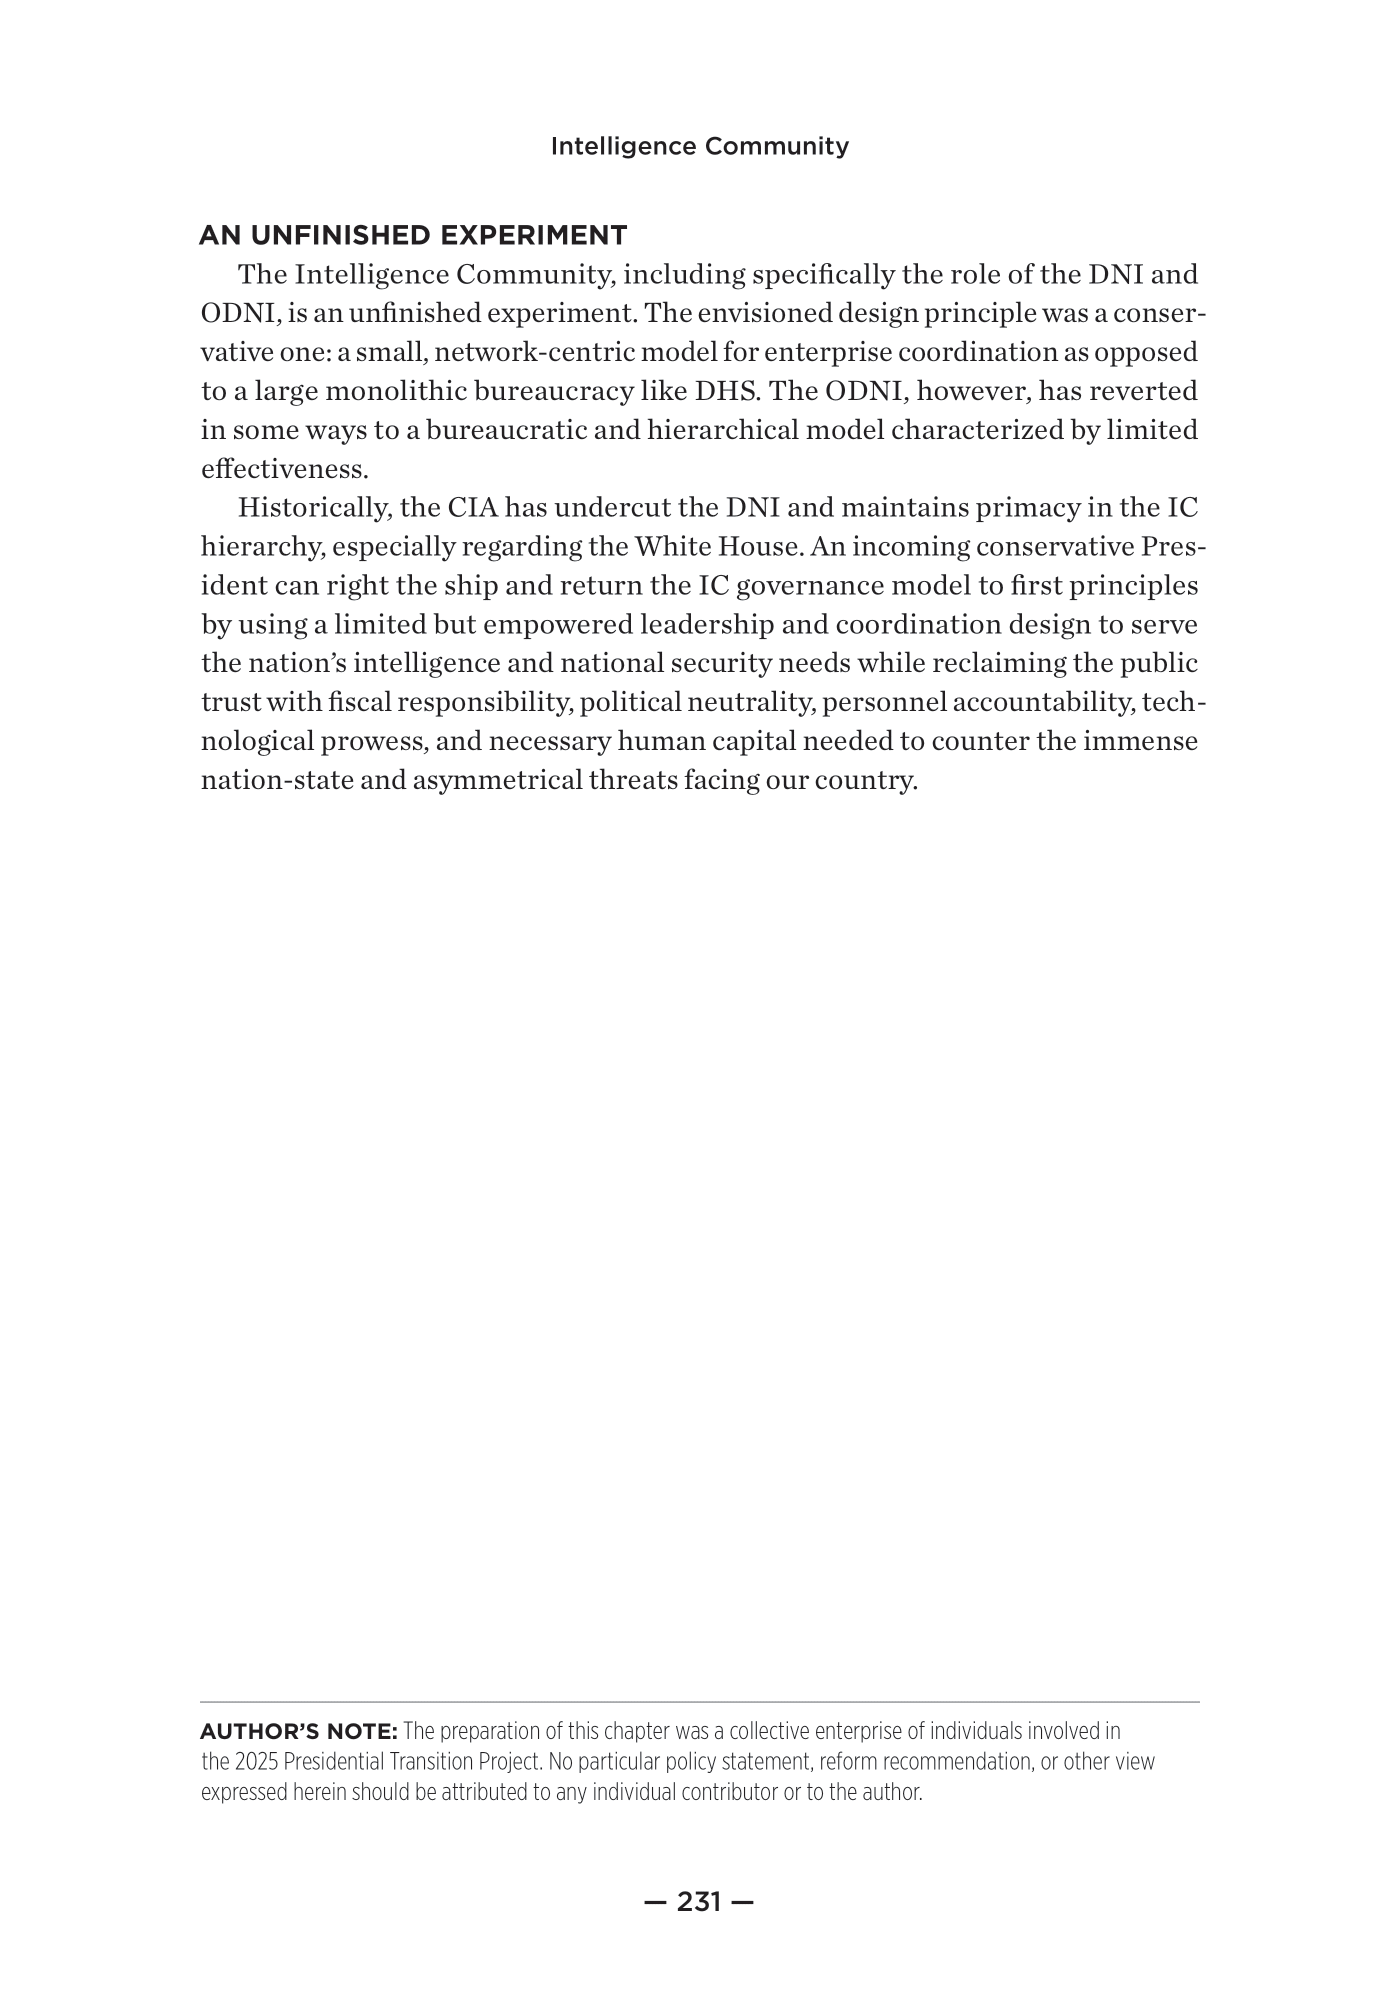 Intelligence Community
AN UNFINISHED EXPERIMENT
The Intelligence Community, including specifically the role of the DNI and
ODNI, is an unfinished experiment. The envisioned design principle was a conser-
vative one: a small, network-centric model for enterprise coordination as opposed
to a large monolithic bureaucracy like DHS. The ODNI, however, has reverted
in some ways to a bureaucratic and hierarchical model characterized by limited
effectiveness.
Historically, the CIA has undercut the DNI and maintains primacy in the IC
hierarchy, especially regarding the White House. An incoming conservative Pres-
ident can right the ship and return the IC governance model to first principles
by using a limited but empowered leadership and coordination design to serve
the nation’s intelligence and national security needs while reclaiming the public
trust with fiscal responsibility, political neutrality, personnel accountability, tech-
nological prowess, and necessary human capital needed to counter the immense
nation-state and asymmetrical threats facing our country.
AUTHOR’S NOTE: The preparation of this chapter was a collective enterprise of individuals involved in
the 2025 Presidential Transition Project. No particular policy statement, reform recommendation, or other view
expressed herein should be attributed to any individual contributor or to the author.
— 231 —